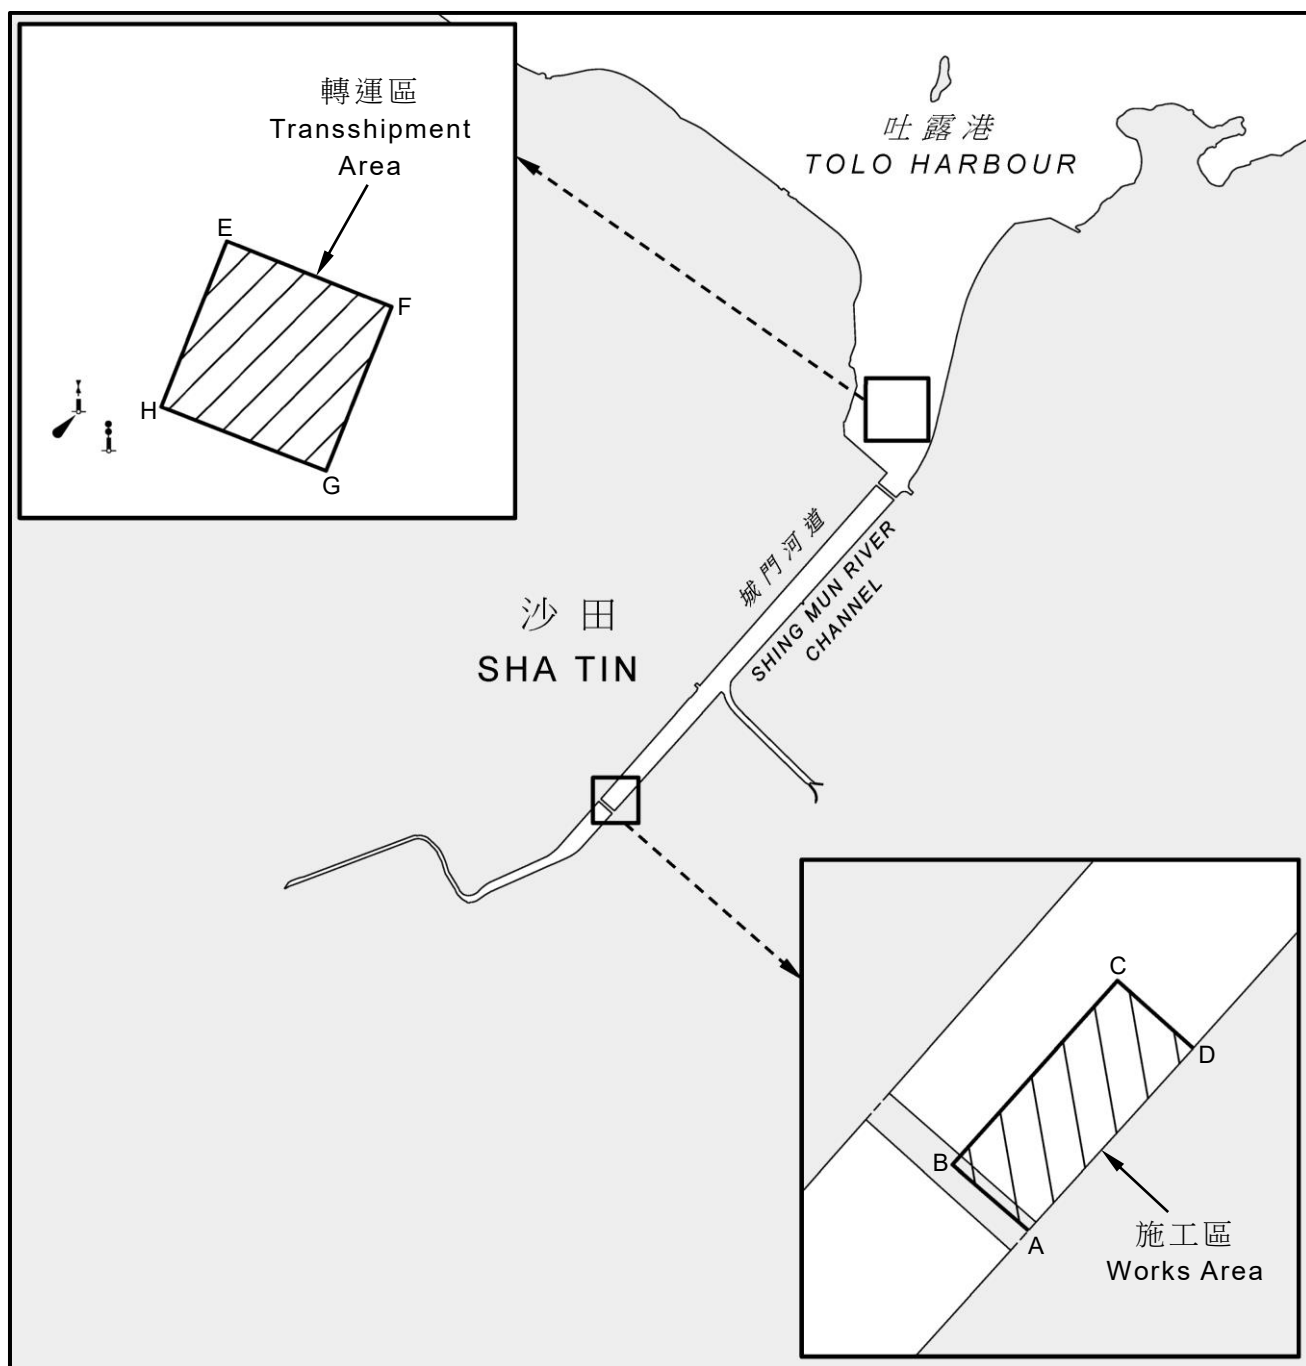 轉運區
Transshipment
Area
E
F
H
G
吐露港
TOLO HARBOUR
城門河道
SHING MUN RIVER
CHANNEL
沙田
SHA TIN
C
D
B
A
施工區
Works Area